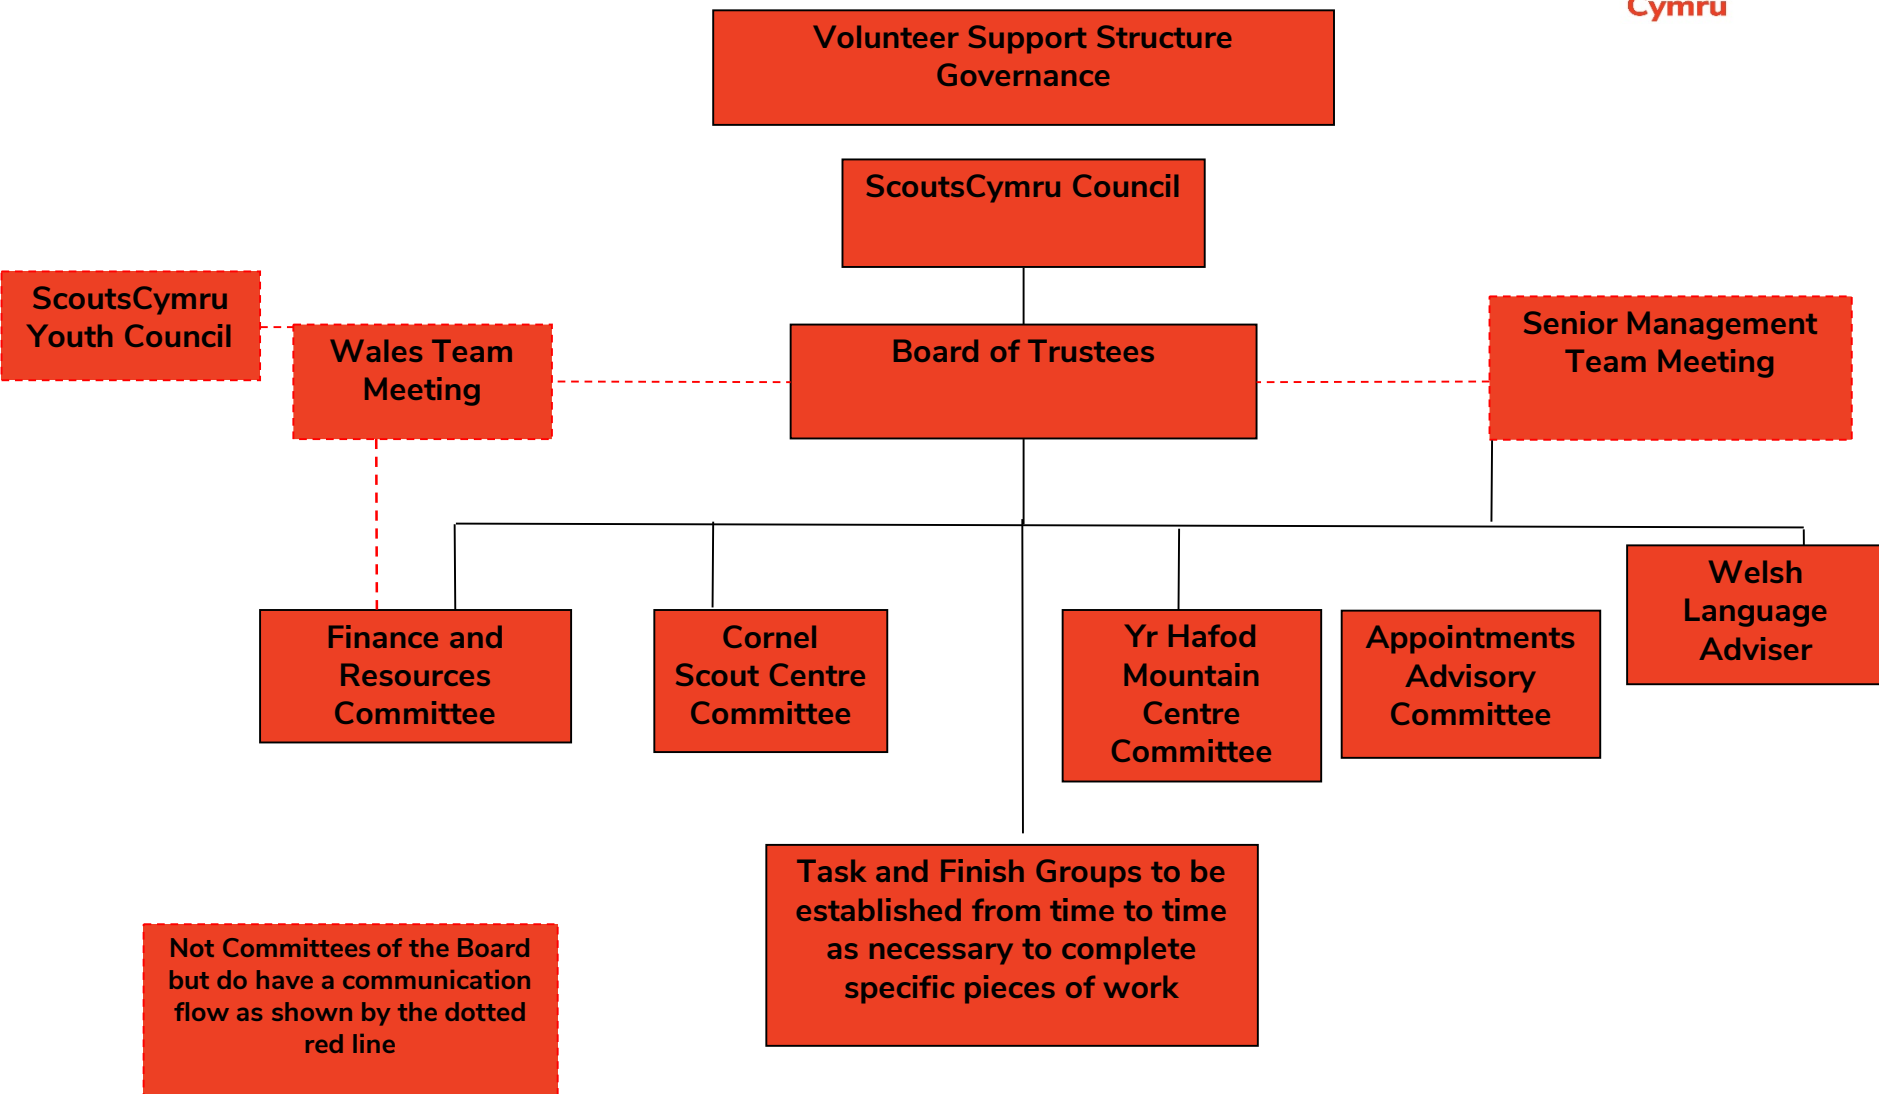 Cymru
Volunteer Support Structure
Governance
ScoutsCymru Council
ScoutsCymru
Youth Council
Wales Team
Meeting
Board of Trustees
Senior Management
Team Meeting
Finance and
Resources
Committee
Cornel
Scout Centre
Committee
Yr Hafod
Mountain
Centre
Committee
Appointments
Advisory
Committee
Welsh
Language
Adviser
Task and Finish Groups to be
established from time to time
as necessary to complete
specific pieces of work
Not Committees of the Board
but do have a communication
flow as shown by the dotted
red line